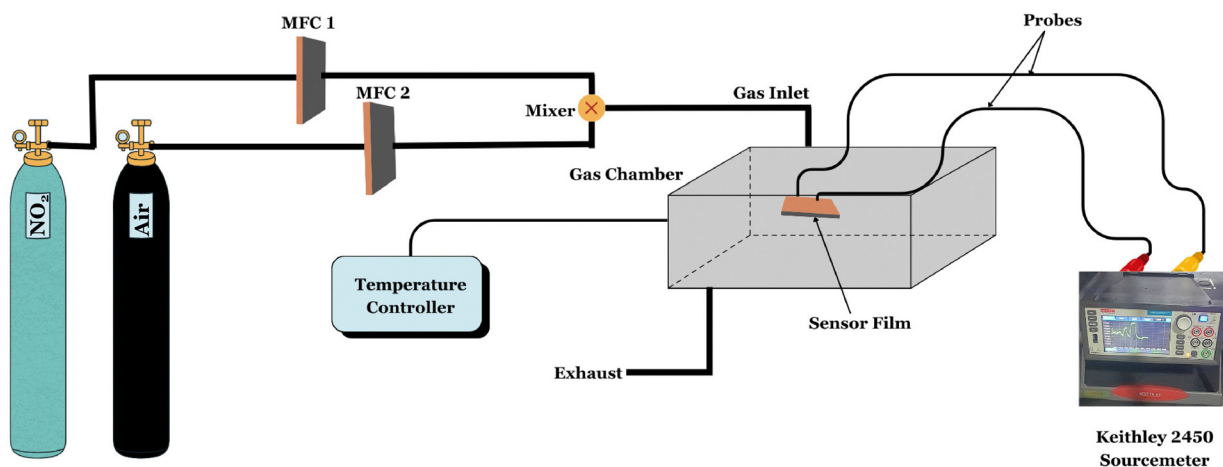 Probes
MFC 1
MFC 2
Gas Inlet
Mixer
Gas Chamber
NO₂
Air
Temperature
Controller
Sensor Film
Exhaust
Keithley 2450
Sourcemeter